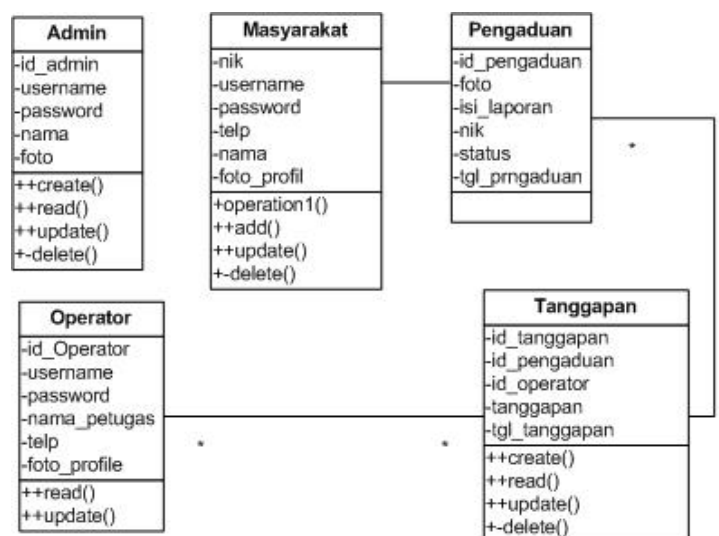 Admin
-id_admin
-username
-password
-nama
-foto
++create()
++read()
++update()
+-delete()
Masyarakat
-nik
-username
-password
-telp
-nama
-foto_profil
+operation1()
++add()
++update()
+-delete()
Pengaduan
-id_pengaduan
-foto
-isi_laporan
-nik
-status
-tgl_prngaduan
*
Operator
-id_Operator
-username
-password
-nama_petugas
-telp
-foto_profile
++read()
++update()
*
*
Tanggapan
-id_tanggapan
-id_pengaduan
-id_operator
-tanggapan
-tgl_tanggapan
++create()
++read()
++update()
+-delete()